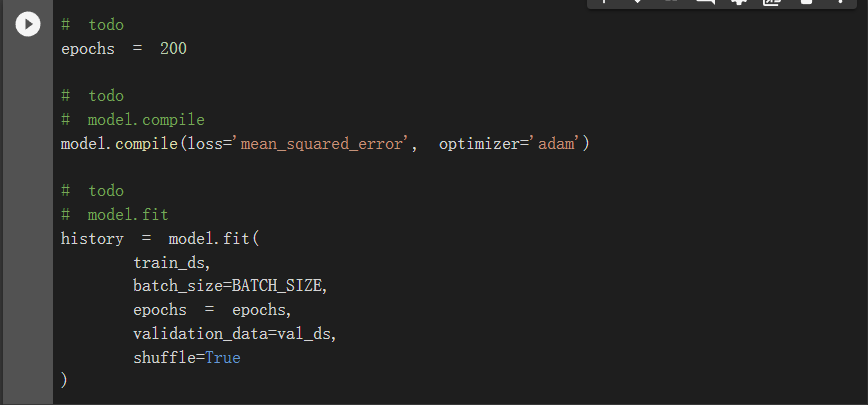 # todo
epochs = 200
# todo
# model.compile
model.compile(loss='mean_squared_error', optimizer='adam')
# todo
# model.fit
history = model.fit(
train_ds,
batch_size=BATCH_SIZE,
epochs = epochs,
validation_data=val_ds,
shuffle=True
)